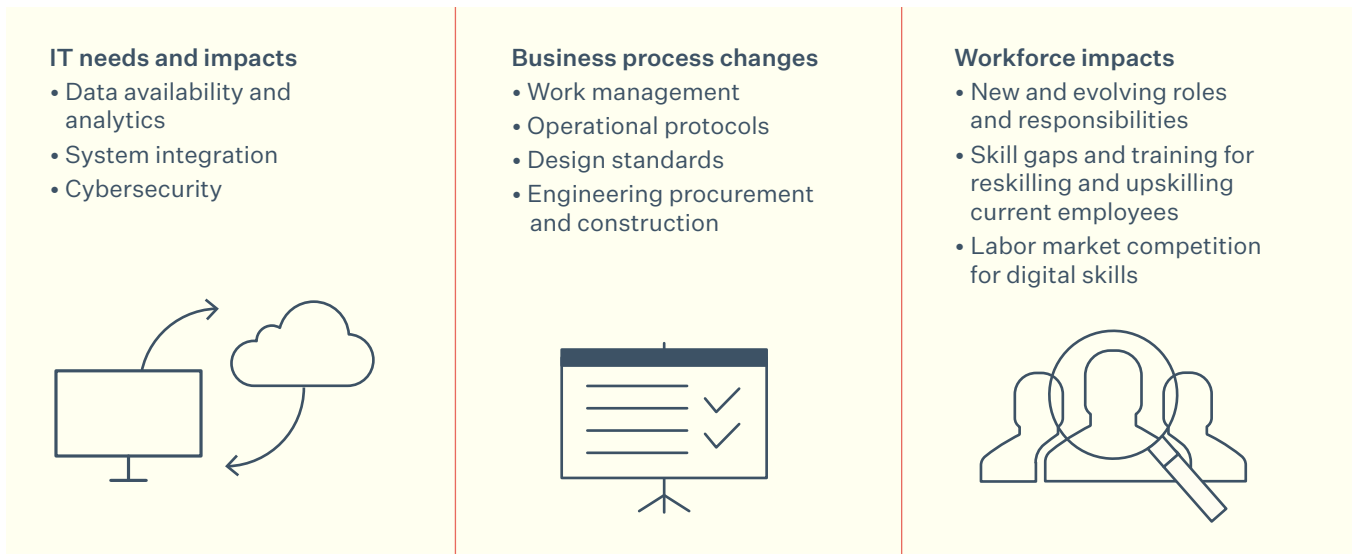 IT needs and impacts
• Data availability and
analytics
• System integration
• Cybersecurity
Business process changes
• Work management
• Operational protocols
• Design standards
• Engineering procurement
and construction
Workforce impacts
• New and evolving roles
and responsibilities
• Skill gaps and training for
reskilling and upskilling
current employees
• Labor market competition
for digital skills